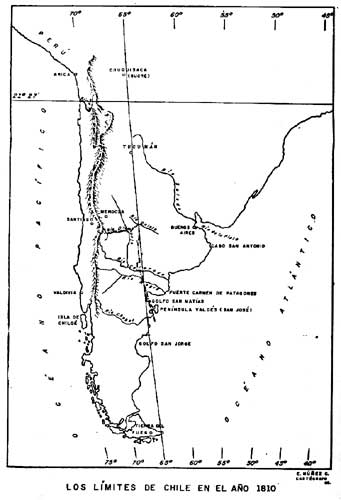 70° 65° 60° 55° 50° 45°
PERÚ
ARICA
CHUQUISACA
(SUCRE)
21° 27'
TUCUMÁN
OCÉANO PACÍFICO
MENDOZA
SANTIAGO
BUENOS
AIRES
CABO SAN ANTONIO
OCÉANO ATLÁNTICO
VALDIVIA
FUERTE CARMEN DE PATAGONES
GOLFO SAN MATÍAS
PENÍNSULA VALDÉS (SAN JOSÉ)
ISLA DE
CHILOÉ
GOLFO SAN JORGE
TIERRA DEL
FUEGO
75° 70° 65° 60° 55° 50°
E. NÚÑEZ C.
CARTÓGRAFO
LOS LÍMITES DE CHILE EN EL AÑO 1810